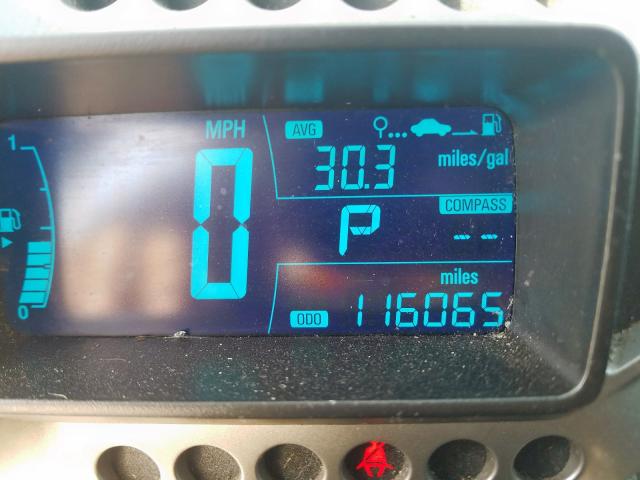 1 MPH AVG
30.3 miles/gal
0
P COMPASS
--
miles
0 ODO 116065